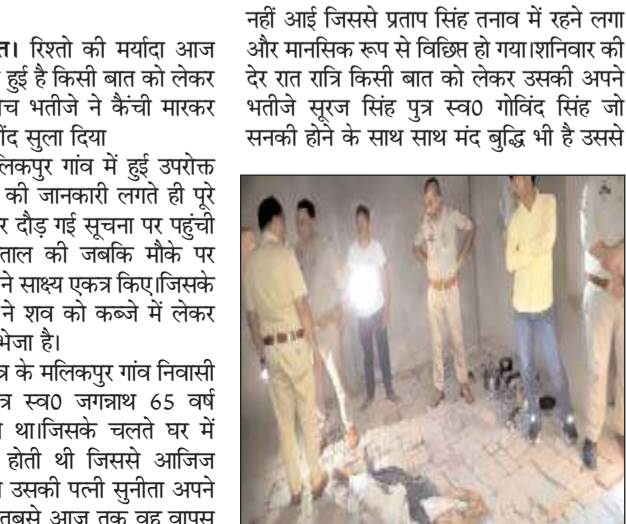 त। रिश्तो की मर्यादा आज
हुई है किसी बात को लेकर
च भतीजे ने कैंची मारकर
ींद सुला दिया
लिकपुर गांव में हुई उपरोक्त
की जानकारी लगते ही पूरे
र दौड़ गई सूचना पर पहुंची
ताल की जबकि मौके पर
ने साक्ष्य एकत्र किए।जिसके
ने शव को कब्जे में लेकर
भेजा है।
त्र के मलिकपुर गांव निवासी
त्र स्व0 जगन्नाथ 65 वर्ष
था।जिसके चलते घर में
होती थी जिससे आजिज
उसकी पत्नी सुनीता अपने
तबसे आज तक वह वापस
नहीं आई जिससे प्रताप सिंह तनाव में रहने लगा
और मानसिक रूप से विछिप्त हो गया।शनिवार की
देर रात रात्रि किसी बात को लेकर उसकी अपने
भतीजे सूरज सिंह पुत्र स्व0 गोविंद सिंह जो
सनकी होने के साथ साथ मंद बुद्धि भी है उससे